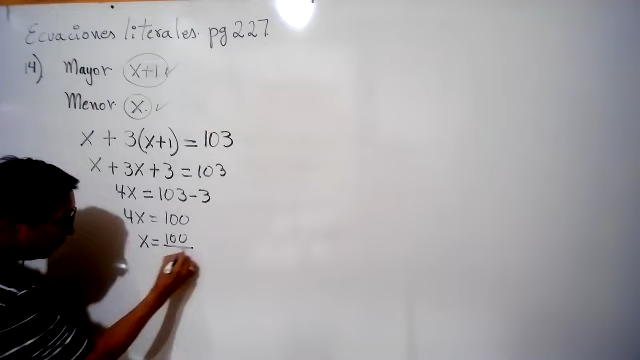 Ecuaciones literales. pg 227
14) Mayor x+1 ✓
Menor x. ✓
x + 3(x+1) = 103
x + 3x + 3 = 103
4x = 103 - 3
4x = 100
x = 100